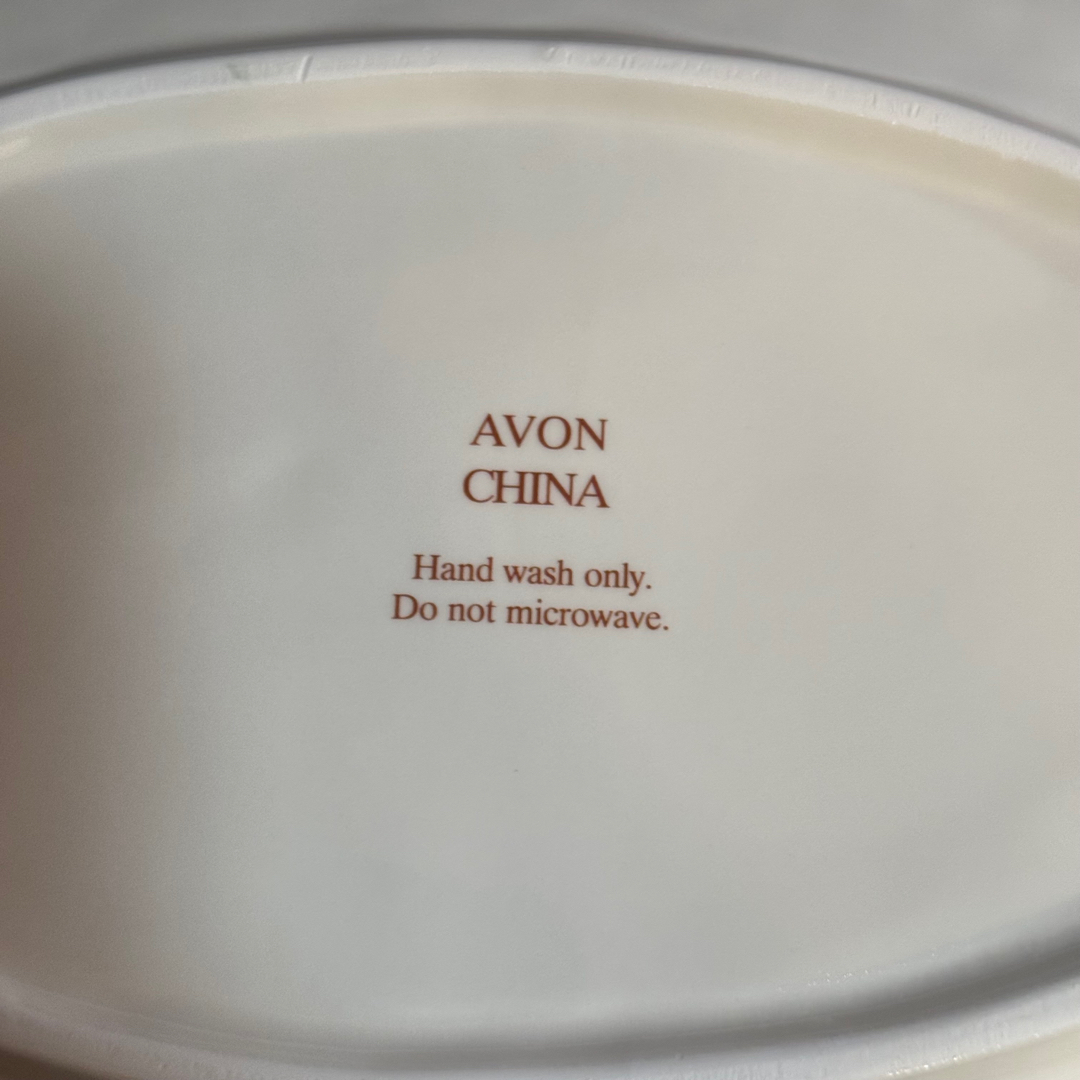 AVON
CHINA
Hand wash only.
Do not microwave.